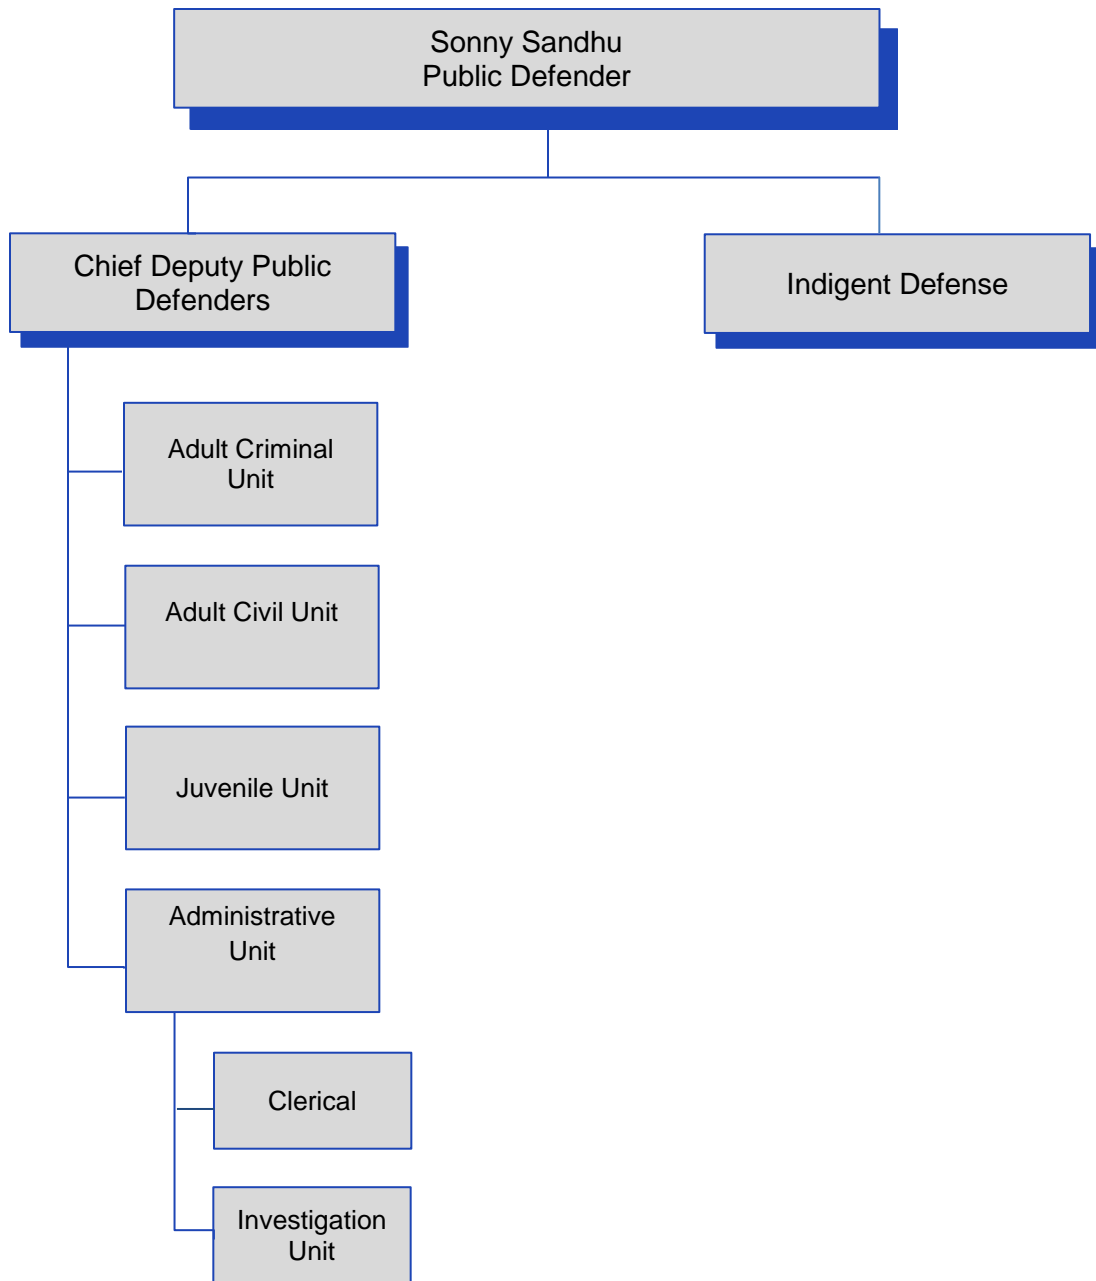 Sonny Sandhu
Public Defender
Chief Deputy Public
Defenders
Indigent Defense
Adult Criminal
Unit
Adult Civil Unit
Juvenile Unit
Administrative
Unit
Clerical
Investigation
Unit